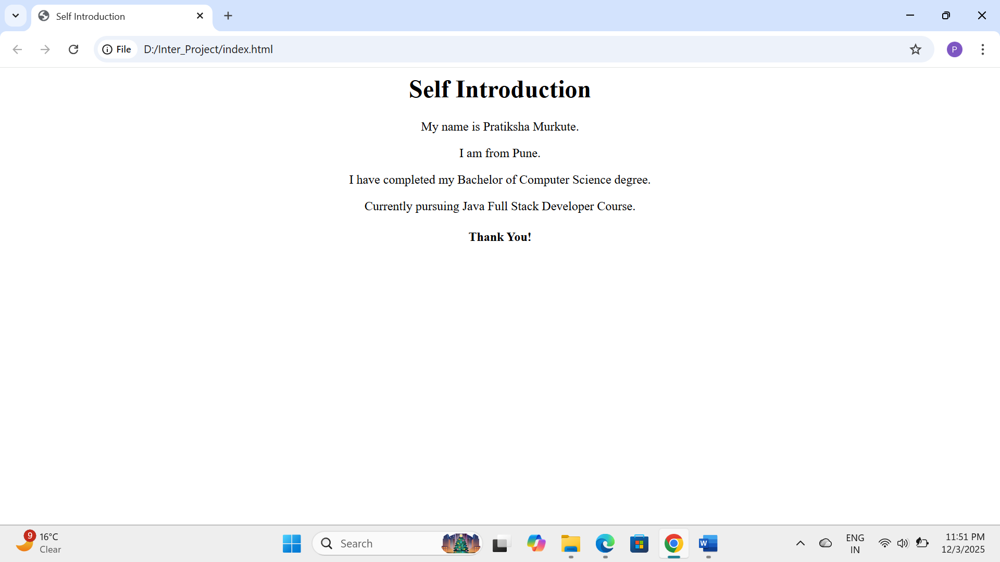 Self Introduction
File D:/Inter_Project/index.html
P
Self Introduction
My name is Pratiksha Murkute.
I am from Pune.
I have completed my Bachelor of Computer Science degree.
Currently pursuing Java Full Stack Developer Course.
Thank You!
9
16°C
Clear
Search
W
ENG
IN
11:51 PM
12/3/2025